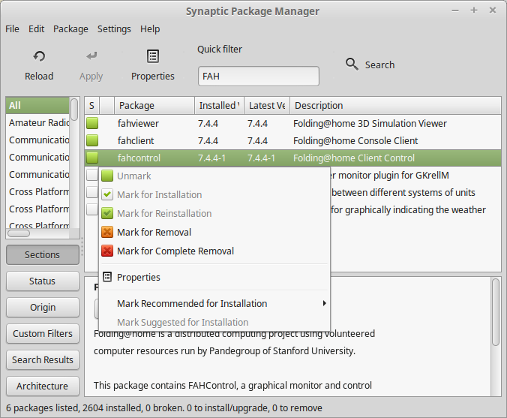 Synaptic Package Manager
File Edit Package Settings Help
Quick filter
Reload Apply Properties FAH Search
All
Amateur Radio
Communication
Communication
Communication
Cross Platform
Cross Platform
Cross Platform
S Package Installed V Latest Ve Description
fahviewer 7.4.4 7.4.4 Folding@home 3D Simulation Viewer
fahclient 7.4.4 7.4.4 Folding@home Console Client
fahcontrol 7.4.4-1 7.4.4-1 Folding@home Client Control
monitor plugin for GKrellM
between different systems of units
for graphically indicating the weather
Unmark
Mark for Installation
Mark for Reinstallation
Mark for Removal
Mark for Complete Removal
Properties
Mark Recommended for Installation
Mark Suggested for Installation
Sections
Status
Origin
Custom Filters
Search Results
Architecture
Folding@home is a distributed computing project using volunteered
computer resources run by Pandegroup of Stanford University.
This package contains FAHControl, a graphical monitor and control
6 packages listed, 2604 installed, 0 broken. 0 to install/upgrade, 0 to remove